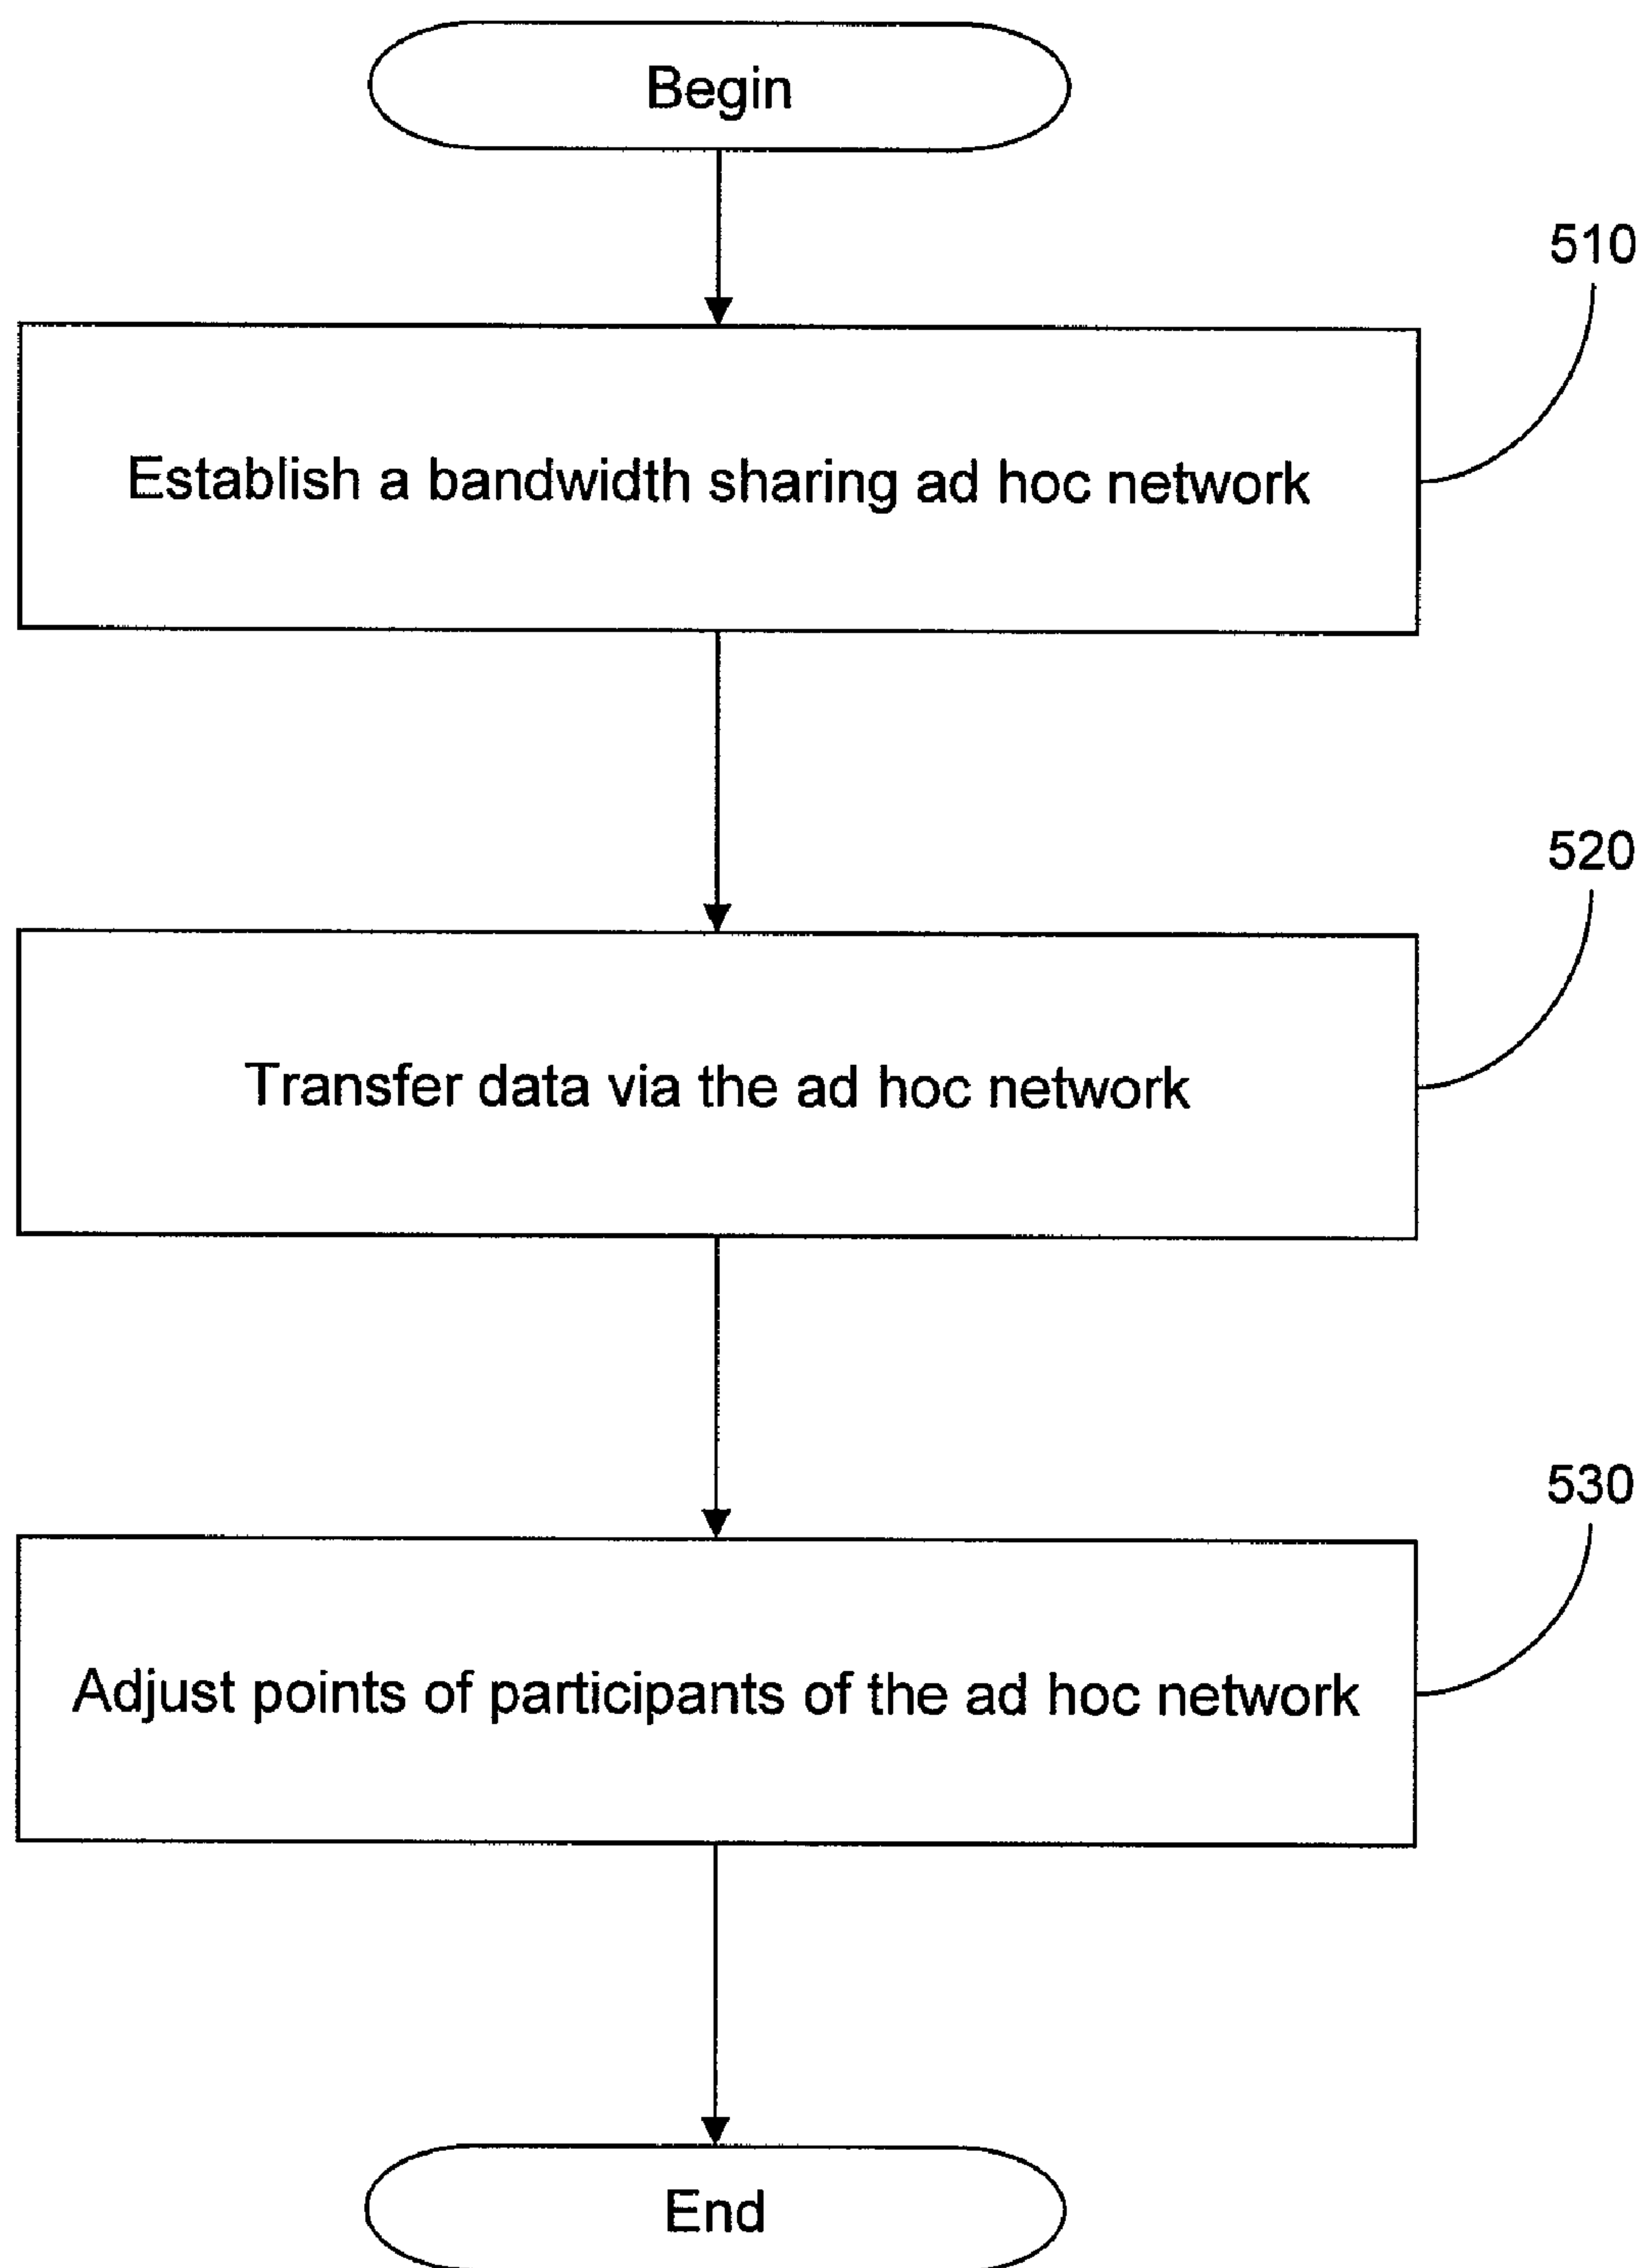 Begin
510
Establish a bandwidth sharing ad hoc network
520
Transfer data via the ad hoc network
530
Adjust points of participants of the ad hoc network
End